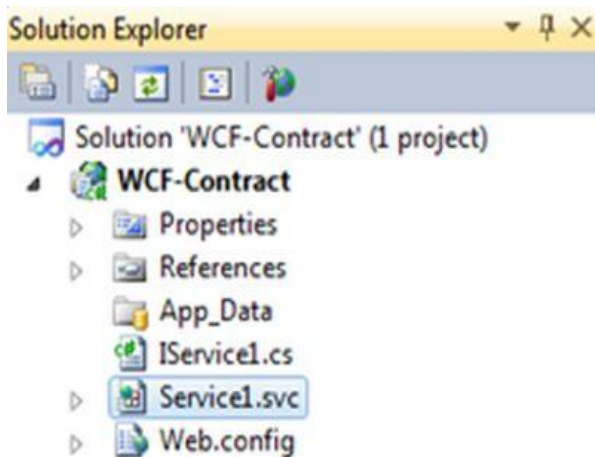 Solution Explorer
Solution 'WCF-Contract' (1 project)
WCF-Contract
Properties
References
App_Data
IService1.cs
Service1.svc
Web.config